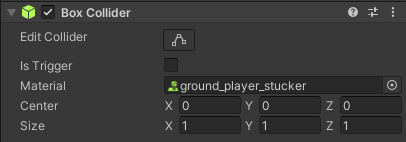 Box Collider
Edit Collider
Is Trigger
Material ground_player_stucker
Center X 0 Y 0 Z 0
Size X 1 Y 1 Z 1